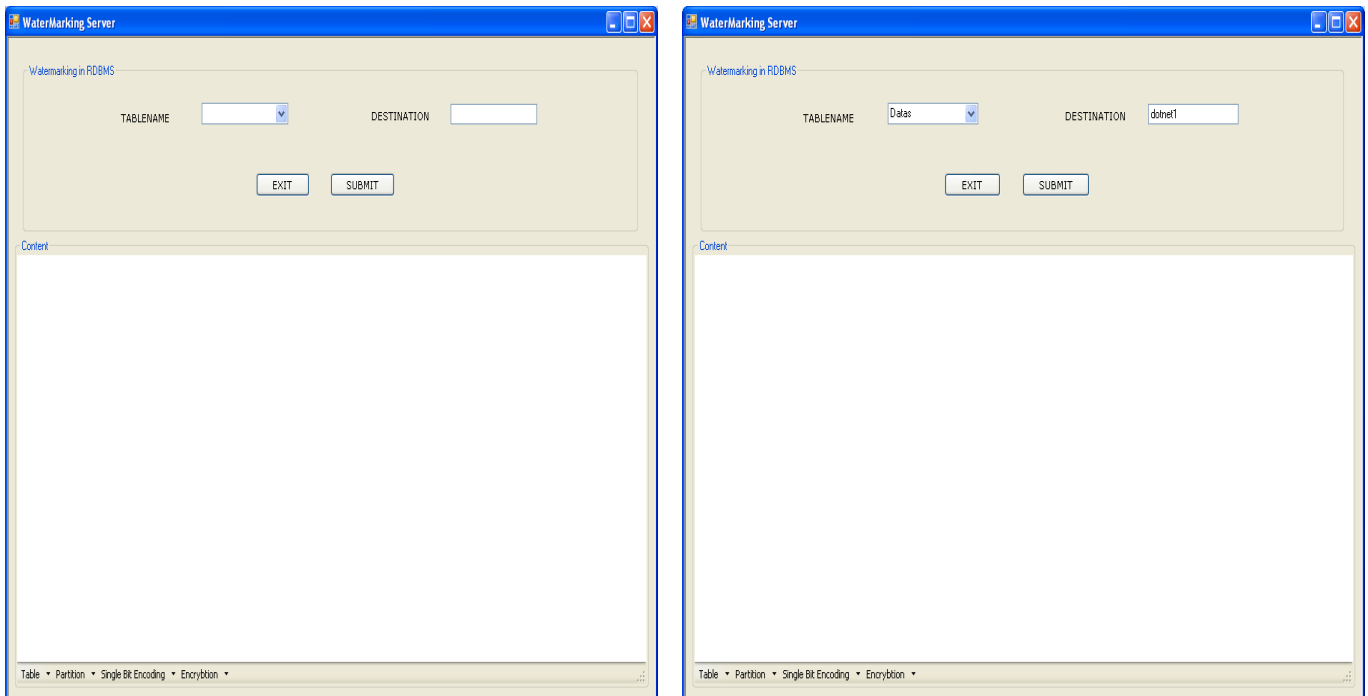 WaterMarking Server
Watermarking in RDBMS
TABLENAME DESTINATION
EXIT SUBMIT
Content
Table Partition Single Bit Encoding Encrybtion
WaterMarking Server
Watermarking in RDBMS
TABLENAME Datas DESTINATION dotnet1
EXIT SUBMIT
Content
Table Partition Single Bit Encoding Encrybtion